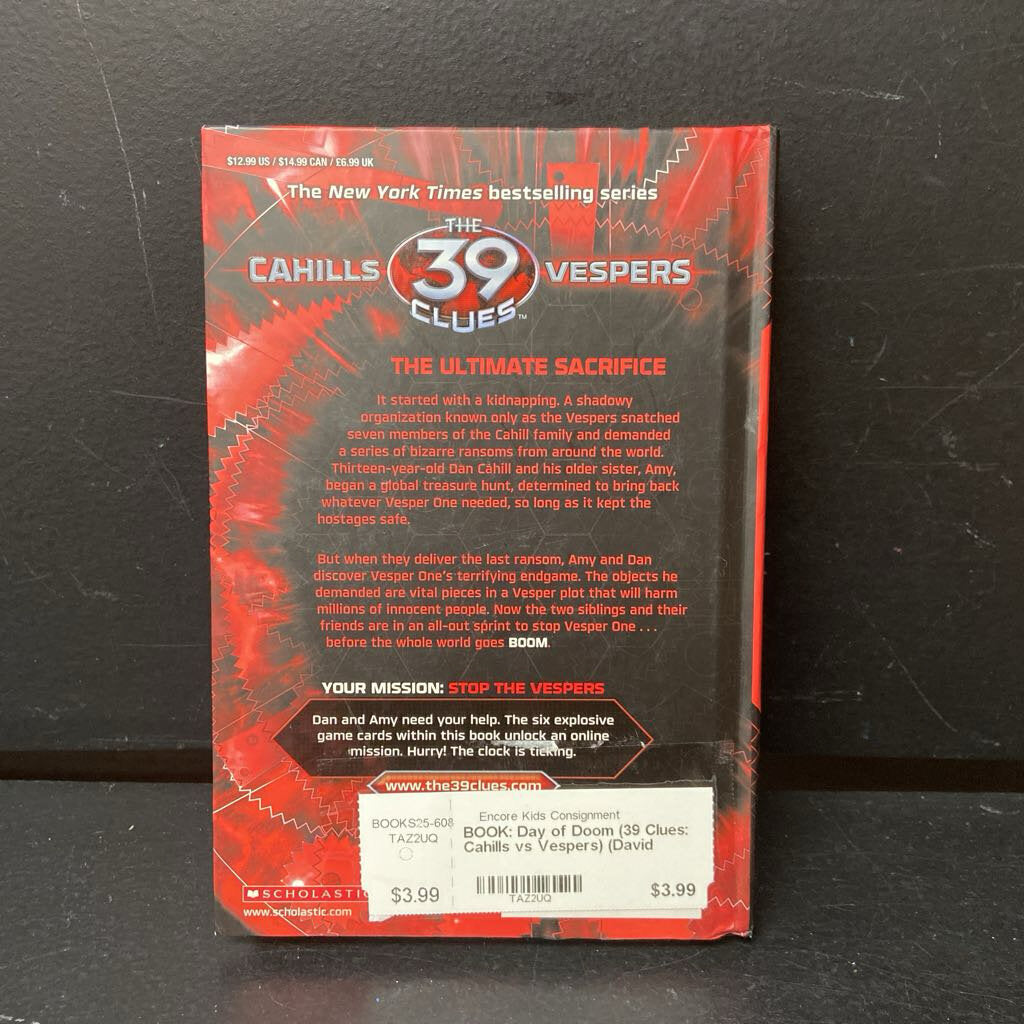 $12.99 US / $14.99 CAN / £6.99 UK
The New York Times bestselling series
THE
CAHILLS 39 VESPERS
CLUES™
THE ULTIMATE SACRIFICE
It started with a kidnapping. A shadowy
organization known only as the Vespers snatched
seven members of the Cahill family and demanded
a series of bizarre ransoms from around the world.
Thirteen-year-old Dan Cahill and his older sister, Amy,
began a global treasure hunt, determined to bring back
whatever Vesper One needed, so long as it kept the
hostages safe.
But when they deliver the last ransom, Amy and Dan
discover Vesper One's terrifying endgame. The objects he
demanded are vital pieces in a Vesper plot that will harm
millions of innocent people. Now the two siblings and their
friends are in an all-out sprint to stop Vesper One . . .
before the whole world goes BOOM.
YOUR MISSION: STOP THE VESPERS
Dan and Amy need your help. The six explosive
game cards within this book unlock an online
mission. Hurry! The clock is ticking.
www.the39clues.com
BOOKS25-608
TAZ2UQ
$3.99
Encore Kids Consignment
BOOK: Day of Doom (39 Clues:
Cahills vs Vespers) (David
TAZ2UQ
$3.99
SCHOLASTIC
www.scholastic.com